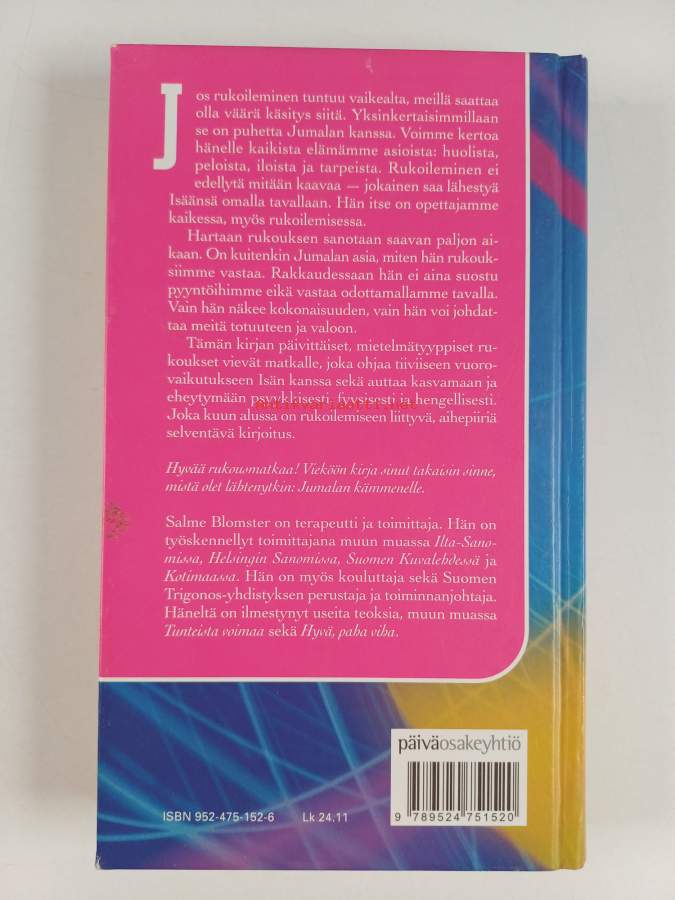 Jos rukoileminen tuntuu vaikealta, meillä saattaa
olla väärä käsitys siitä. Yksinkertaisimmillaan
se on puhetta Jumalan kanssa. Voimme kertoa
hänelle kaikista elämämme asioista: huolista,
peloista, iloista ja tarpeista. Rukoileminen ei
edellytä mitään kaavaa — jokainen saa lähestyä
Isäänsä omalla tavallaan. Hän itse on opettajamme
kaikessa, myös rukoilemisessa.
Hartaan rukouksen sanotaan saavan paljon ai-
kaan. On kuitenkin Jumalan asia, miten hän rukouk-
siimme vastaa. Rakkaudessaan hän ei aina suostu
pyyntöihimme eikä vastaa odottamallamme tavalla.
Vain hän näkee kokonaisuuden, vain hän voi johdat-
taa meitä totuuteen ja valoon.
Tämän kirjan päivittäiset, mietelmätyyppiset ru-
koukset vievät matkalle, joka ohjaa tiiviiseen vuoro-
vaikutukseen Isän kanssa sekä auttaa kasvamaan ja
eheytymään psyykkisesti, fyysisesti ja hengellisesti.
Joka kuun alussa on rukoilemiseen liittyvä, aihepiiriä
selventävä kirjoitus.
Hyvää rukousmatkaa! Vieköön kirja sinut takaisin sinne,
mistä olet lähtenytkin: Jumalan kämmenelle.
Salme Blomster on terapeutti ja toimittaja. Hän on
työskennellyt toimittajana muun muassa Ilta-Sano-
missa, Helsingin Sanomissa, Suomen Kuvalehdessä ja
Kotimaassa. Hän on myös kouluttaja sekä Suomen
Trigonos-yhdistyksen perustaja ja toiminnanjohtaja.
Häneltä on ilmestynyt useita teoksia, muun muassa
Tunteista voimaa sekä Hyvä, paha viha.
päiväosakeyhtiö
ISBN 952-475-152-6 Lk 24.11
9 789524 751520